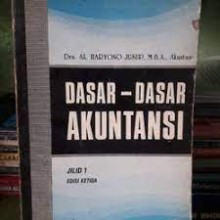 Drs. AL. HARYONO JUSUP, M.B.A., Akuntan
DASAR - DASAR
AKUNTANSI
JILID 1
EDISI KETIGA